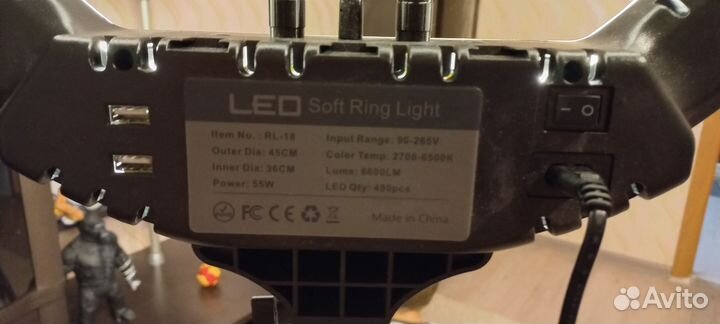 LED Soft Ring Light
Item No.: RL-18
Outer Dia: 45CM
Inner Dia: 36CM
Power: 55W
Input Range: 90-265V
Color Temp: 2700-6500K
Lume: 6600LM
LED Qty: 480pcs
FC CE
Made in China
Avito